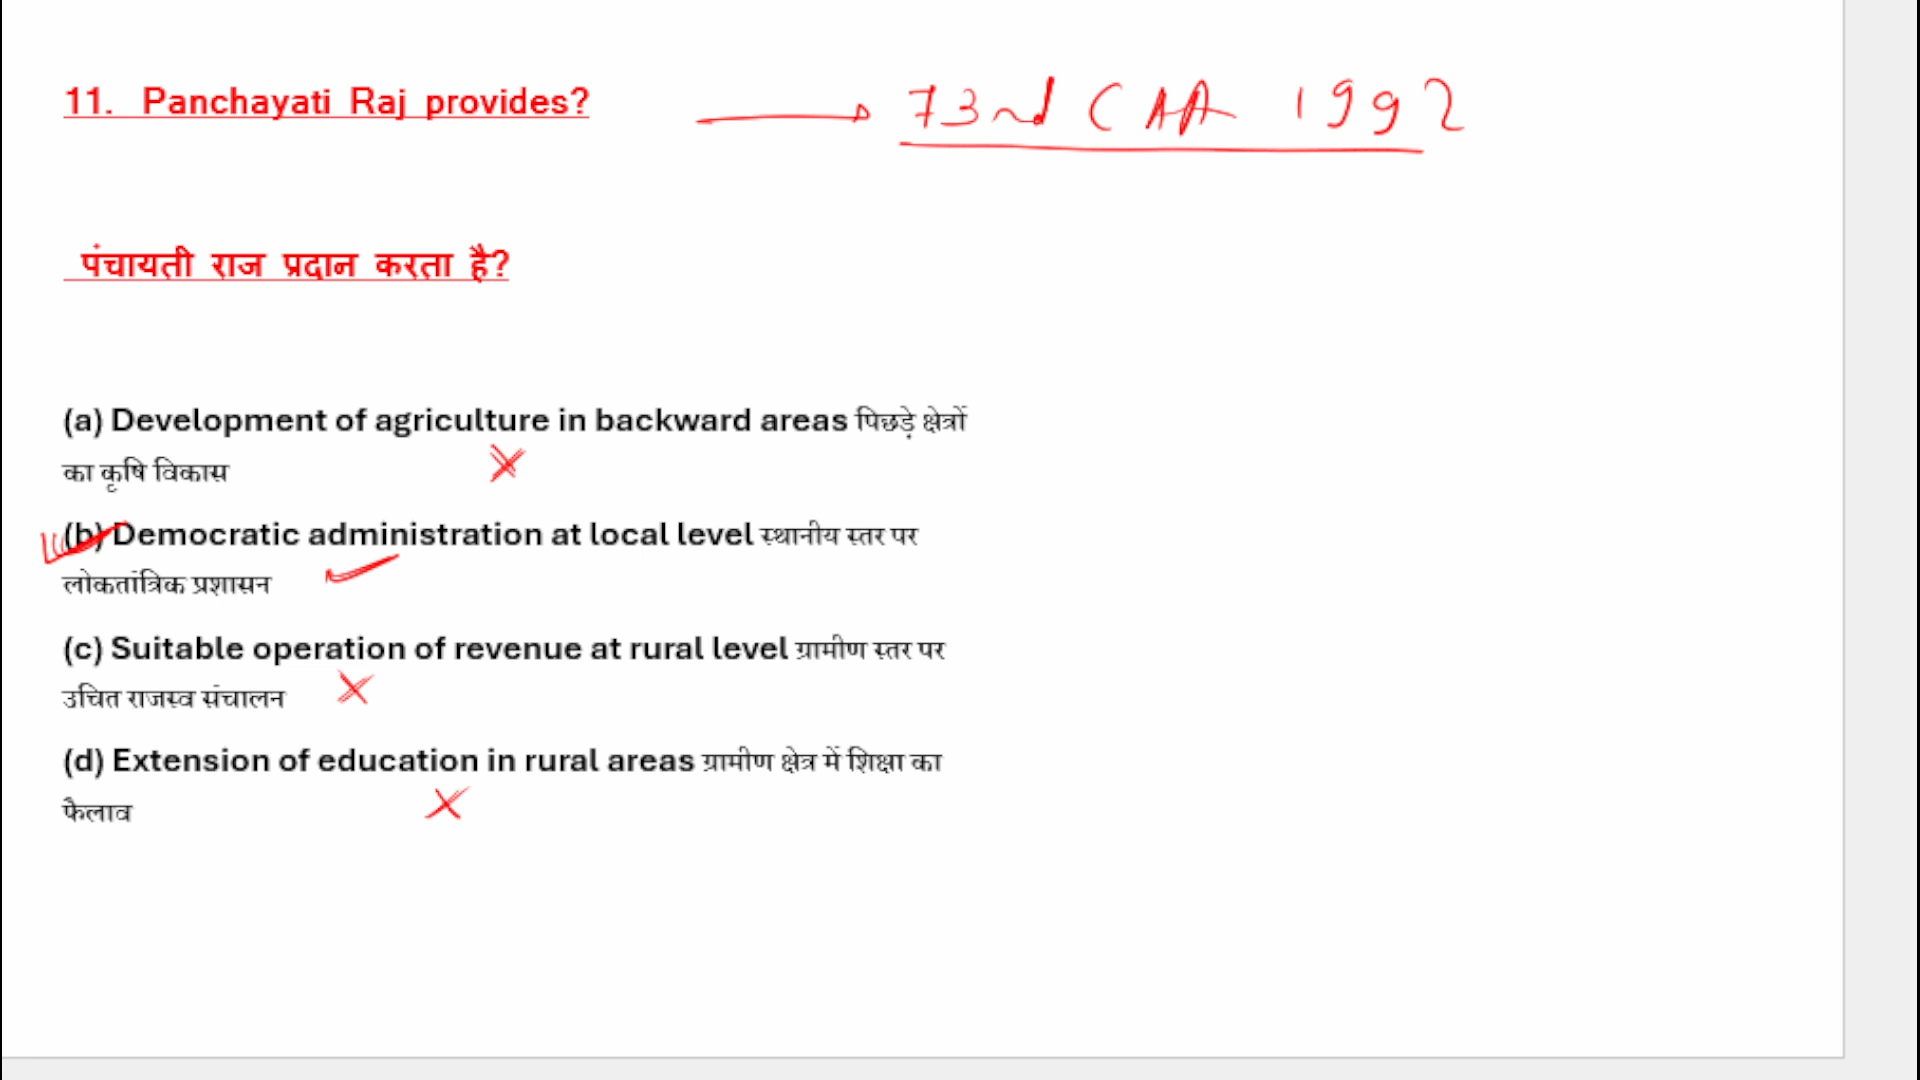 11. Panchayati Raj provides?
73rd CAA 1992
पंचायती राज प्रदान करता है?
(a) Development of agriculture in backward areas पिछड़े क्षेत्रों
का कृषि विकास
(b) Democratic administration at local level स्थानीय स्तर पर
लोकतांत्रिक प्रशासन
(c) Suitable operation of revenue at rural level ग्रामीण स्तर पर
उचित राजस्व संचालन
(d) Extension of education in rural areas ग्रामीण क्षेत्र में शिक्षा का
फैलाव